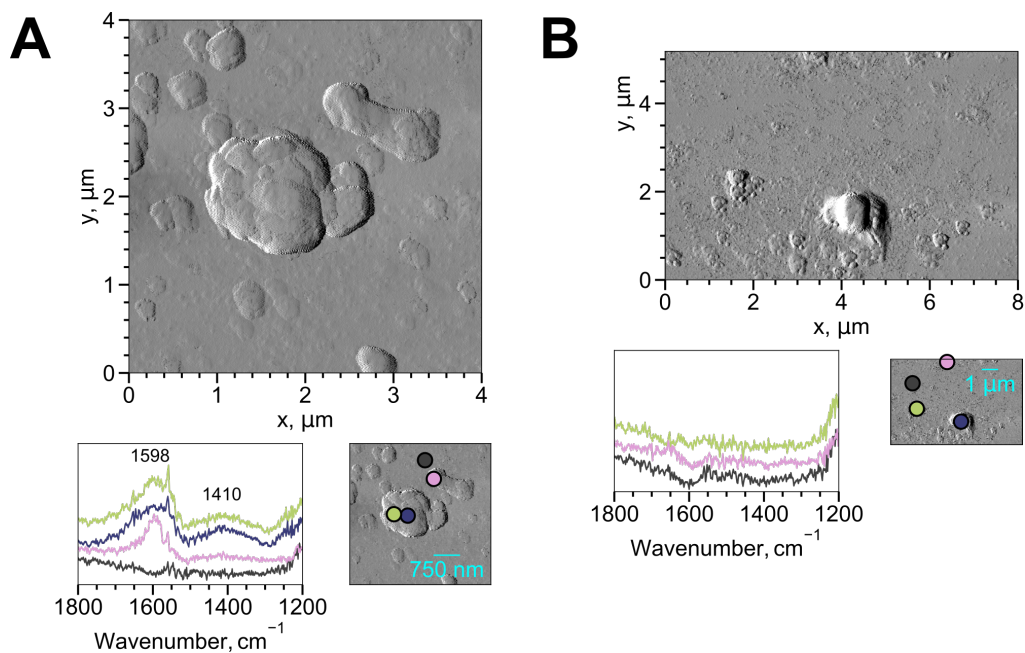 A
4
3
2
1
0
y, µm
0 1 2 3 4
x, µm
1598
1410
1800 1600 1400 1200
Wavenumber, cm⁻¹
750 nm
B
4
2
0
y, µm
0 2 4 6 8
x, µm
1800 1600 1400 1200
Wavenumber, cm⁻¹
1 µm